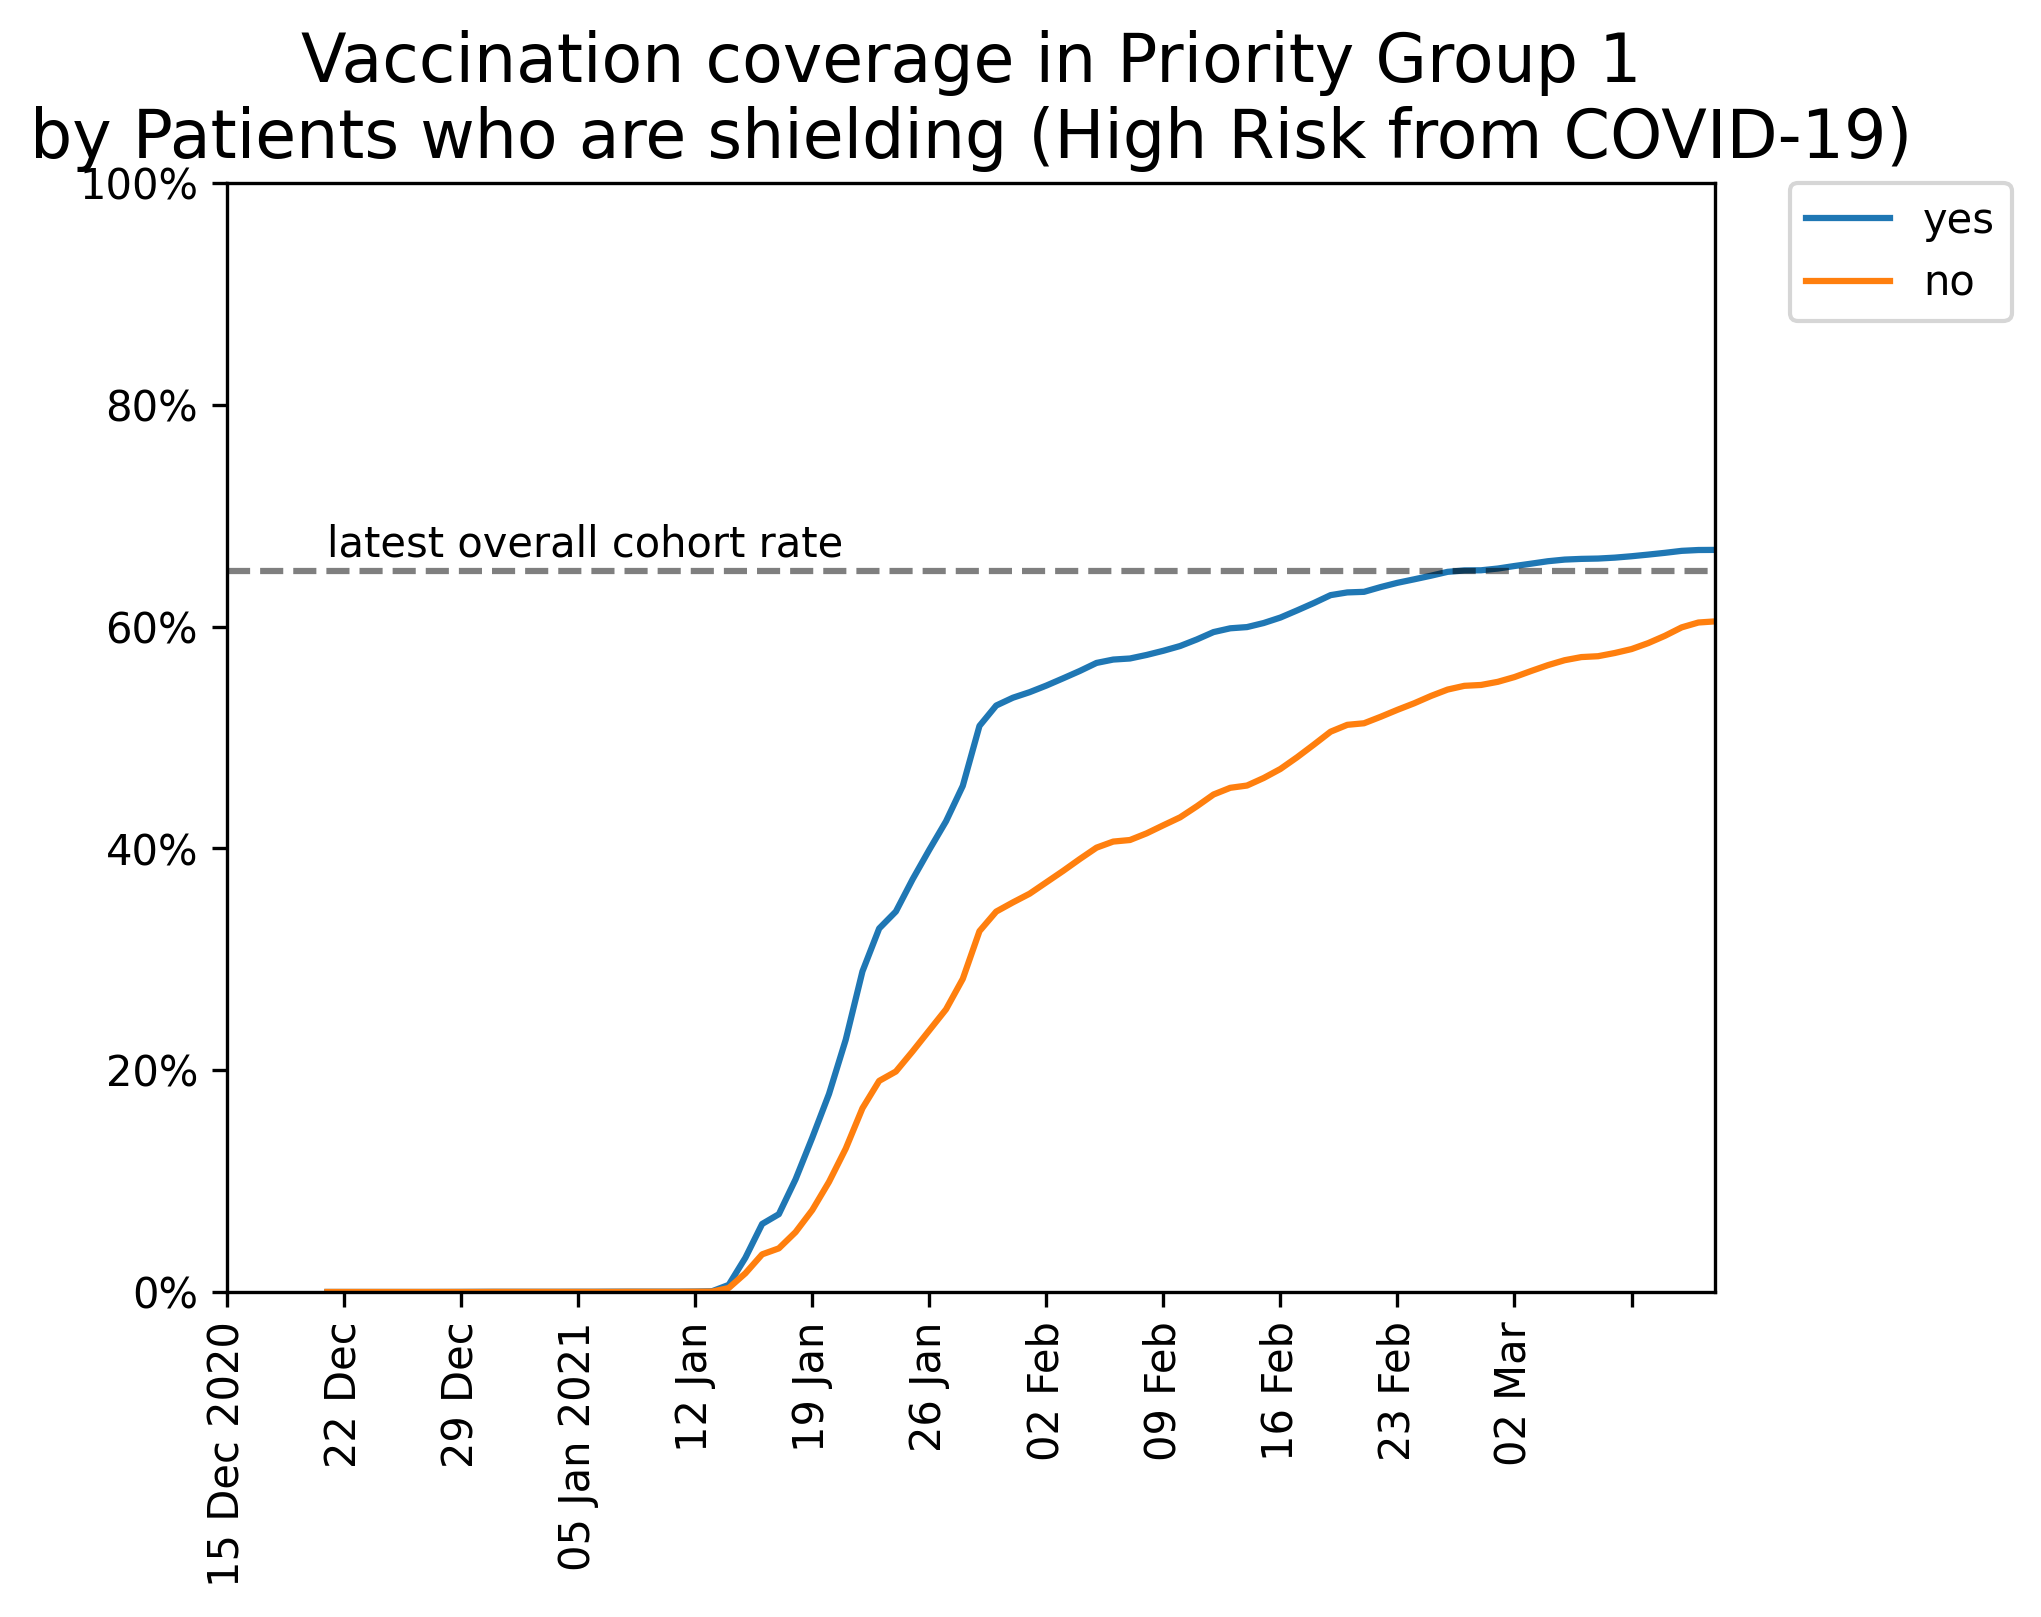 Vaccination coverage in Priority Group 1
by Patients who are shielding (High Risk from COVID-19)
100%
80%
60%
40%
20%
0%
latest overall cohort rate
yes
no
15 Dec 2020
22 Dec
29 Dec
05 Jan 2021
12 Jan
19 Jan
26 Jan
02 Feb
09 Feb
16 Feb
23 Feb
02 Mar